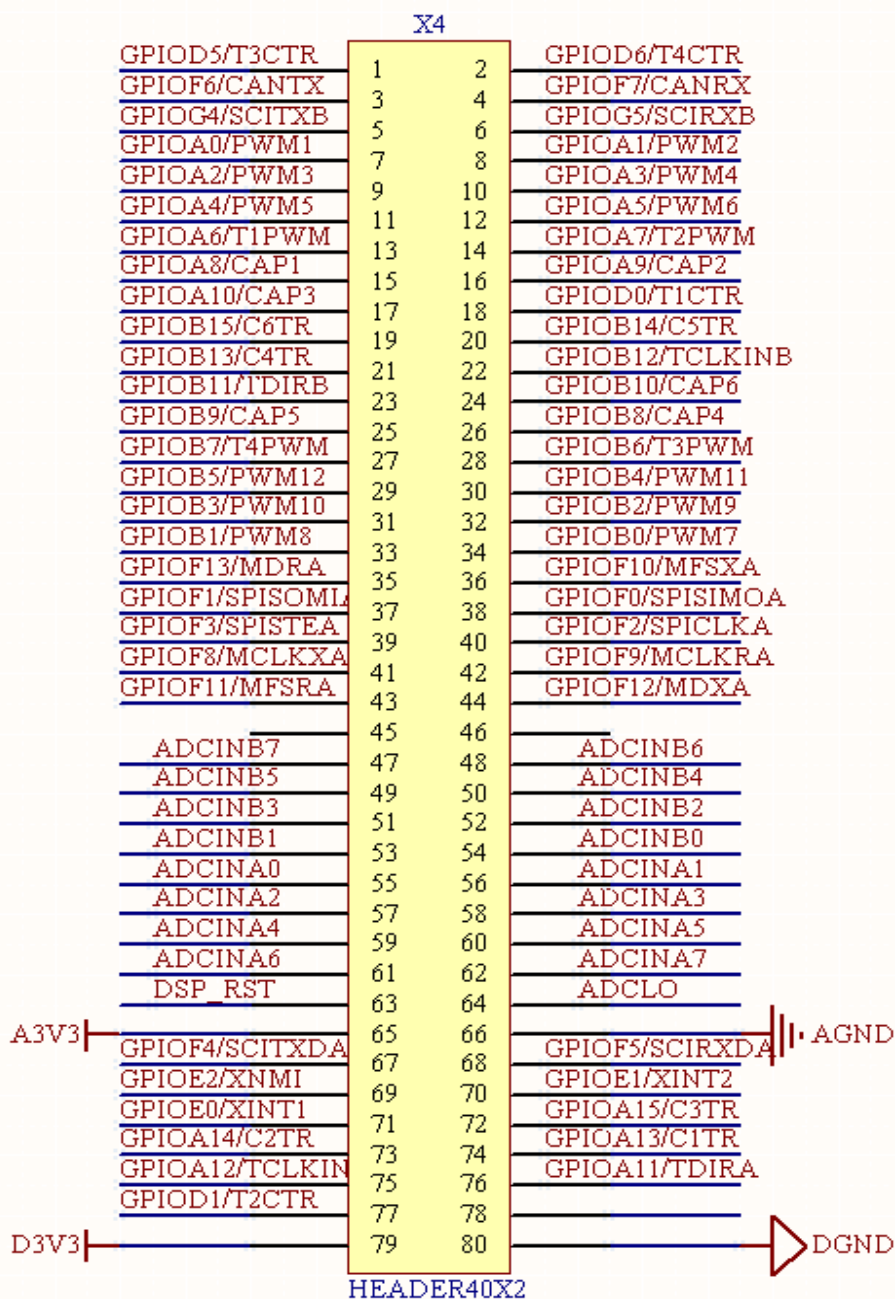 X4
GPIOD5/T3CTR 1 2 GPIOD6/T4CTR
GPIOF6/CANTX 3 4 GPIOF7/CANRX
GPIOG4/SCITXB 5 6 GPIOG5/SCIRXB
GPIOA0/PWM1 7 8 GPIOA1/PWM2
GPIOA2/PWM3 9 10 GPIOA3/PWM4
GPIOA4/PWM5 11 12 GPIOA5/PWM6
GPIOA6/T1PWM 13 14 GPIOA7/T2PWM
GPIOA8/CAP1 15 16 GPIOA9/CAP2
GPIOA10/CAP3 17 18 GPIOD0/T1CTR
GPIOB15/C6TR 19 20 GPIOB14/C5TR
GPIOB13/C4TR 21 22 GPIOB12/TCLKINB
GPIOB11/TDIRB 23 24 GPIOB10/CAP6
GPIOB9/CAP5 25 26 GPIOB8/CAP4
GPIOB7/T4PWM 27 28 GPIOB6/T3PWM
GPIOB5/PWM12 29 30 GPIOB4/PWM11
GPIOB3/PWM10 31 32 GPIOB2/PWM9
GPIOB1/PWM8 33 34 GPIOB0/PWM7
GPIOF13/MDRA 35 36 GPIOF10/MFSXA
GPIOF1/SPISOMIA 37 38 GPIOF0/SPISIMOA
GPIOF3/SPISTEA 39 40 GPIOF2/SPICLKA
GPIOF8/MCLKXA 41 42 GPIOF9/MCLKRA
GPIOF11/MFSRA 43 44 GPIOF12/MDXA
45 46
ADCINB7 47 48 ADCINB6
ADCINB5 49 50 ADCINB4
ADCINB3 51 52 ADCINB2
ADCINB1 53 54 ADCINB0
ADCINA0 55 56 ADCINA1
ADCINA2 57 58 ADCINA3
ADCINA4 59 60 ADCINA5
ADCINA6 61 62 ADCINA7
DSP_RST 63 64 ADCLO
A3V3 65 66 AGND
GPIOF4/SCITXDA 67 68 GPIOF5/SCIRXDA
GPIOE2/XNMI 69 70 GPIOE1/XINT2
GPIOE0/XINT1 71 72 GPIOA15/C3TR
GPIOA14/C2TR 73 74 GPIOA13/C1TR
GPIOA12/TCLKIN 75 76 GPIOA11/TDIRA
GPIOD1/T2CTR 77 78
D3V3 79 80 DGND
HEADER40X2